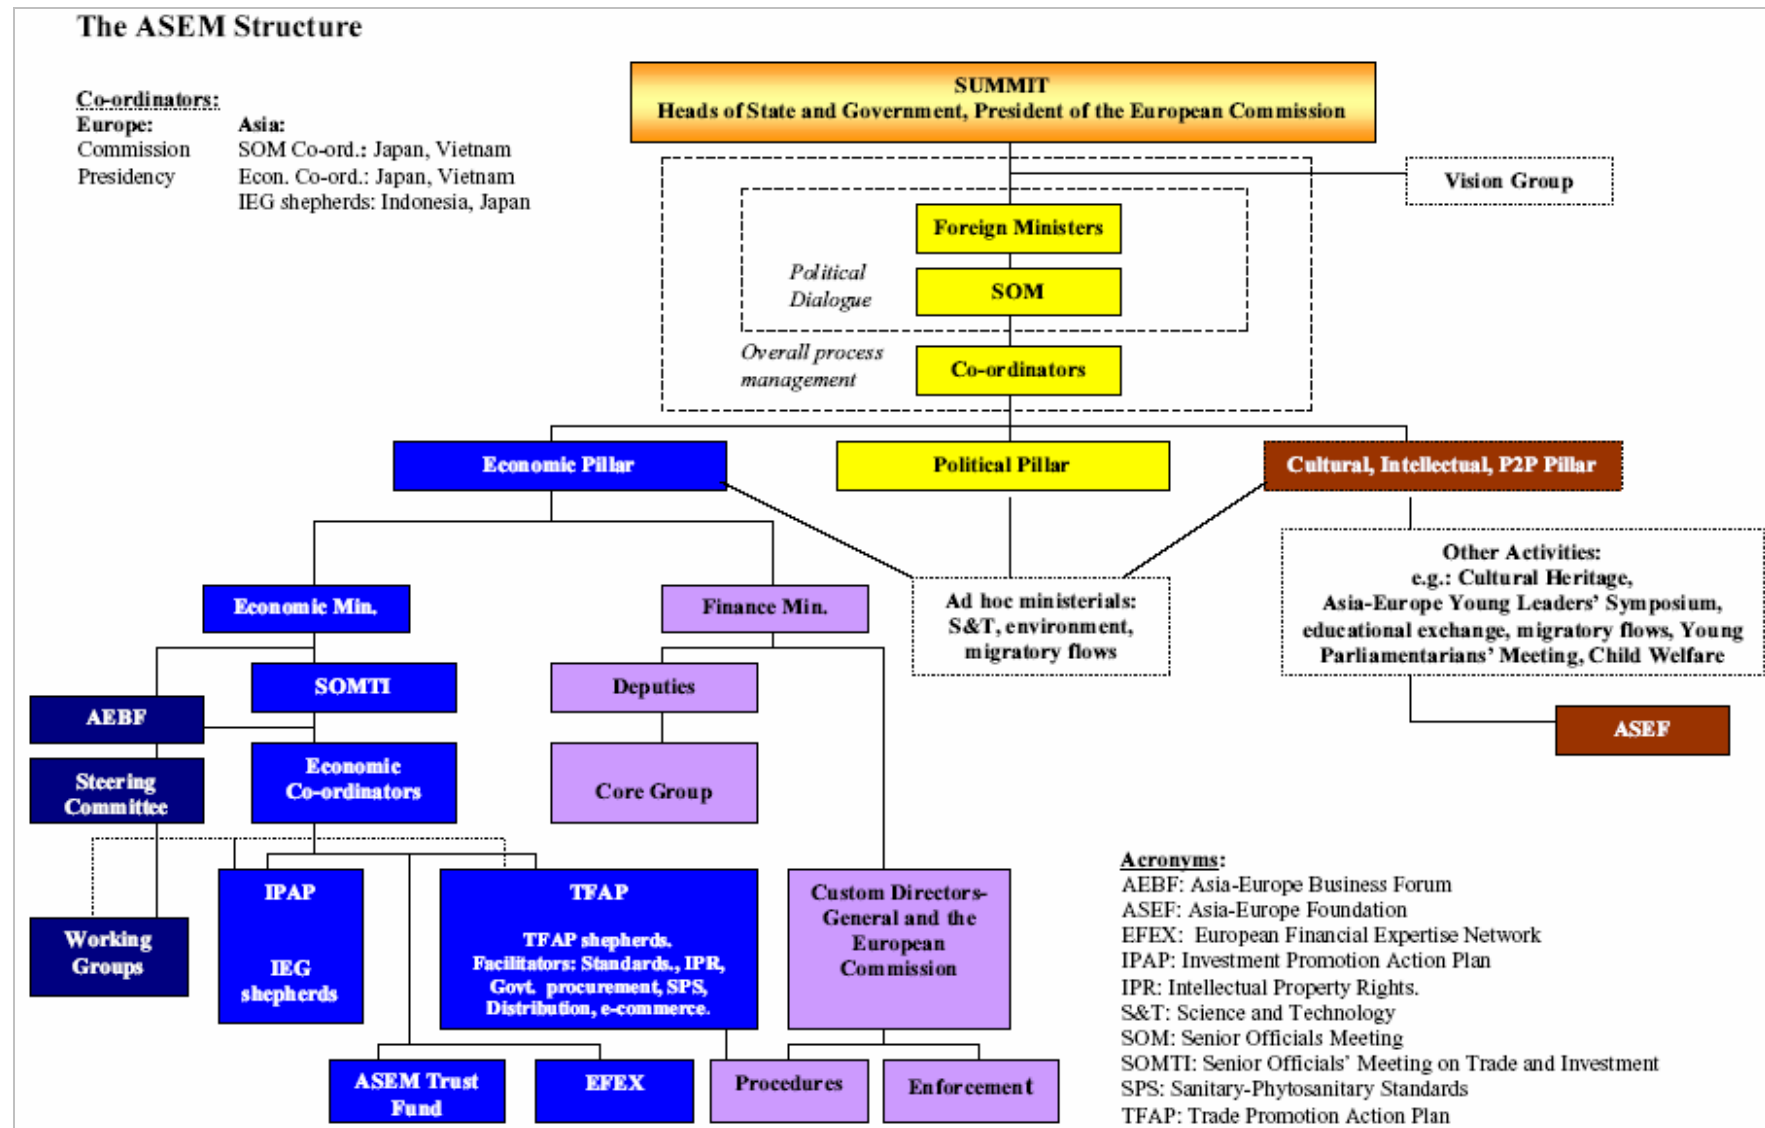 The ASEM Structure
Co-ordinators:
Europe: Asia:
Commission SOM Co-ord.: Japan, Vietnam
Presidency Econ. Co-ord.: Japan, Vietnam
IEG shepherds: Indonesia, Japan
SUMMIT
Heads of State and Government, President of the European Commission
Vision Group
Foreign Ministers
Political
Dialogue
SOM
Overall process
management
Co-ordinators
Economic Pillar
Political Pillar
Cultural, Intellectual, P2P Pillar
Economic Min.
Finance Min.
Ad hoc ministerials:
S&T, environment,
migratory flows
Other Activities:
e.g.: Cultural Heritage,
Asia-Europe Young Leaders' Symposium,
educational exchange, migratory flows, Young
Parliamentarians' Meeting, Child Welfare
AEBF
SOMTI
Deputies
ASEF
Steering
Committee
Economic
Co-ordinators
Core Group
Working
Groups
IPAP
IEG
shepherds
TFAP
TFAP shepherds.
Facilitators: Standards., IPR,
Govt. procurement, SPS,
Distribution, e-commerce.
Custom Directors-
General and the
European
Commission
ASEM Trust
Fund
EFEX
Procedures
Enforcement
Acronyms:
AEBF: Asia-Europe Business Forum
ASEF: Asia-Europe Foundation
EFEX: European Financial Expertise Network
IPAP: Investment Promotion Action Plan
IPR: Intellectual Property Rights.
S&T: Science and Technology
SOM: Senior Officials Meeting
SOMTI: Senior Officials' Meeting on Trade and Investment
SPS: Sanitary-Phytosanitary Standards
TFAP: Trade Promotion Action Plan